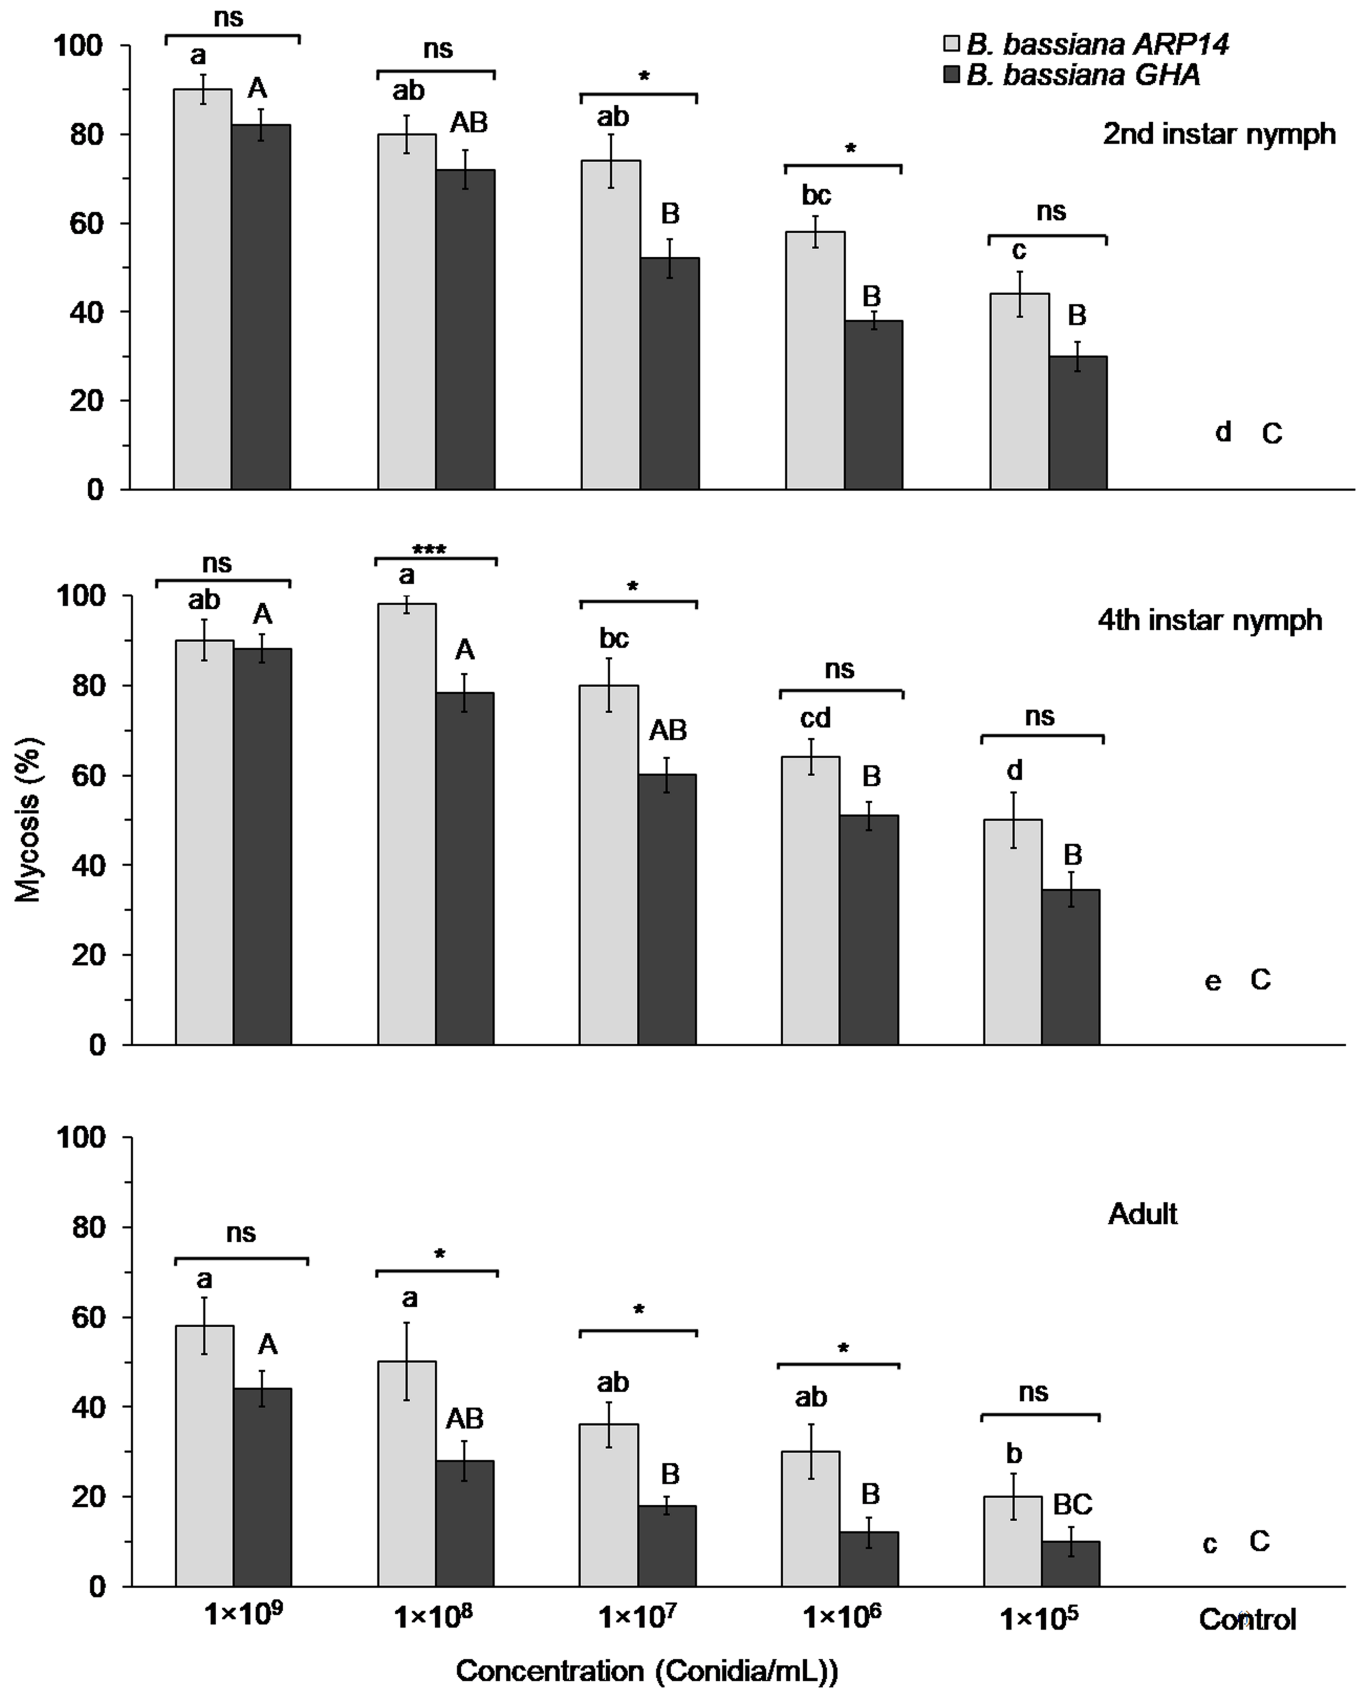 ns
100
a
A
ns
ab
AB
*
ab
B
*
bc
B
ns
c
B
d C
B. bassiana ARP14
B. bassiana GHA
2nd instar nymph
80
60
40
20
0
Mycosis (%)
ns
100
ab
A
***
a
A
*
bc
AB
ns
cd
B
ns
d
B
e C
4th instar nymph
80
60
40
20
0
100
ns
a
A
*
a
AB
*
ab
B
*
ab
B
ns
b
BC
c C
Adult
80
60
40
20
0
1×10⁹ 1×10⁸ 1×10⁷ 1×10⁶ 1×10⁵ Control
Concentration (Conidia/mL))